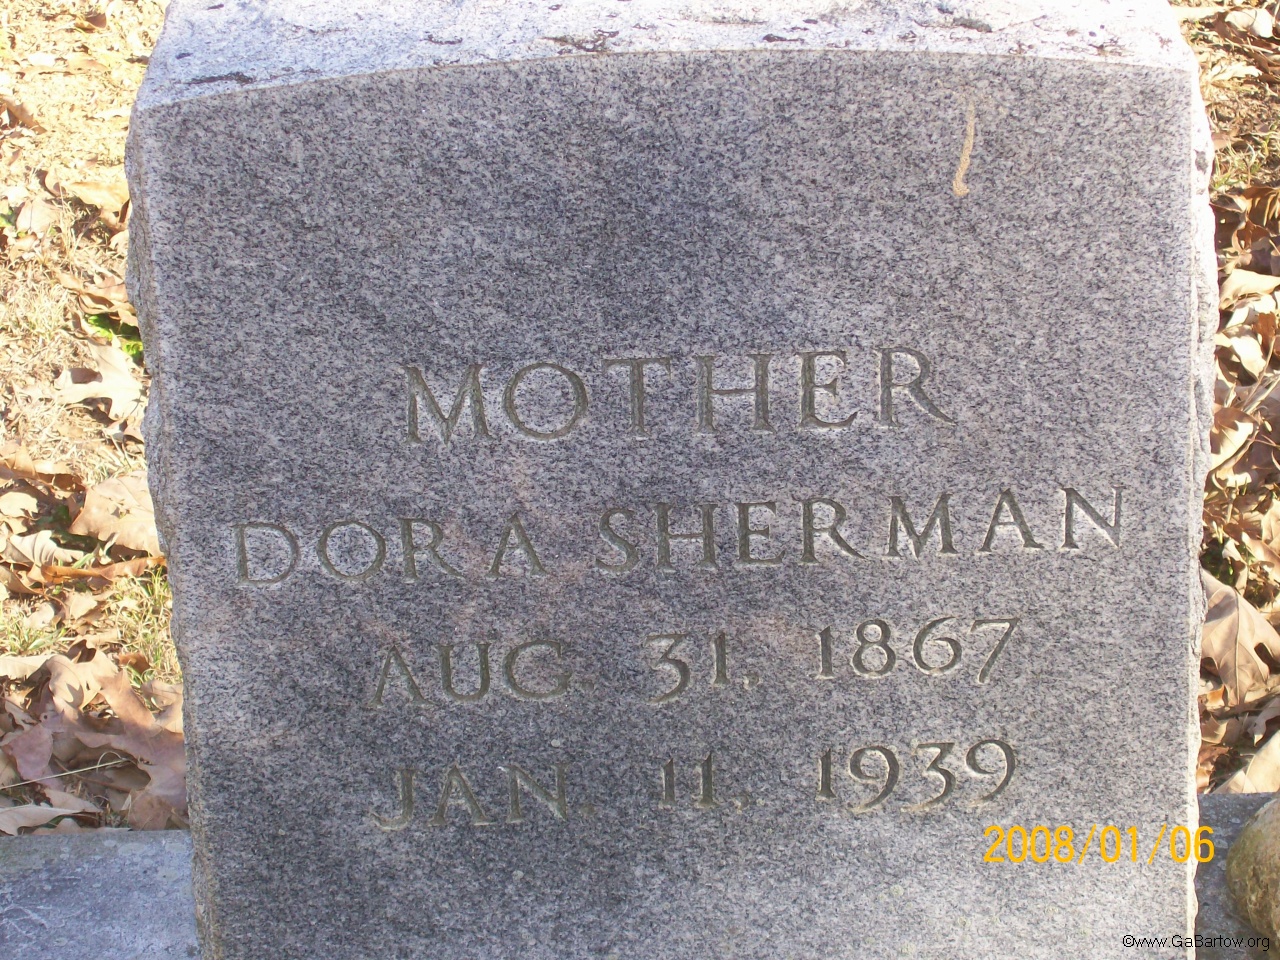 MOTHER
DORA SHERMAN
AUG. 31, 1867
JAN. 11, 1939
2008/01/06
©www.GaBartow.org